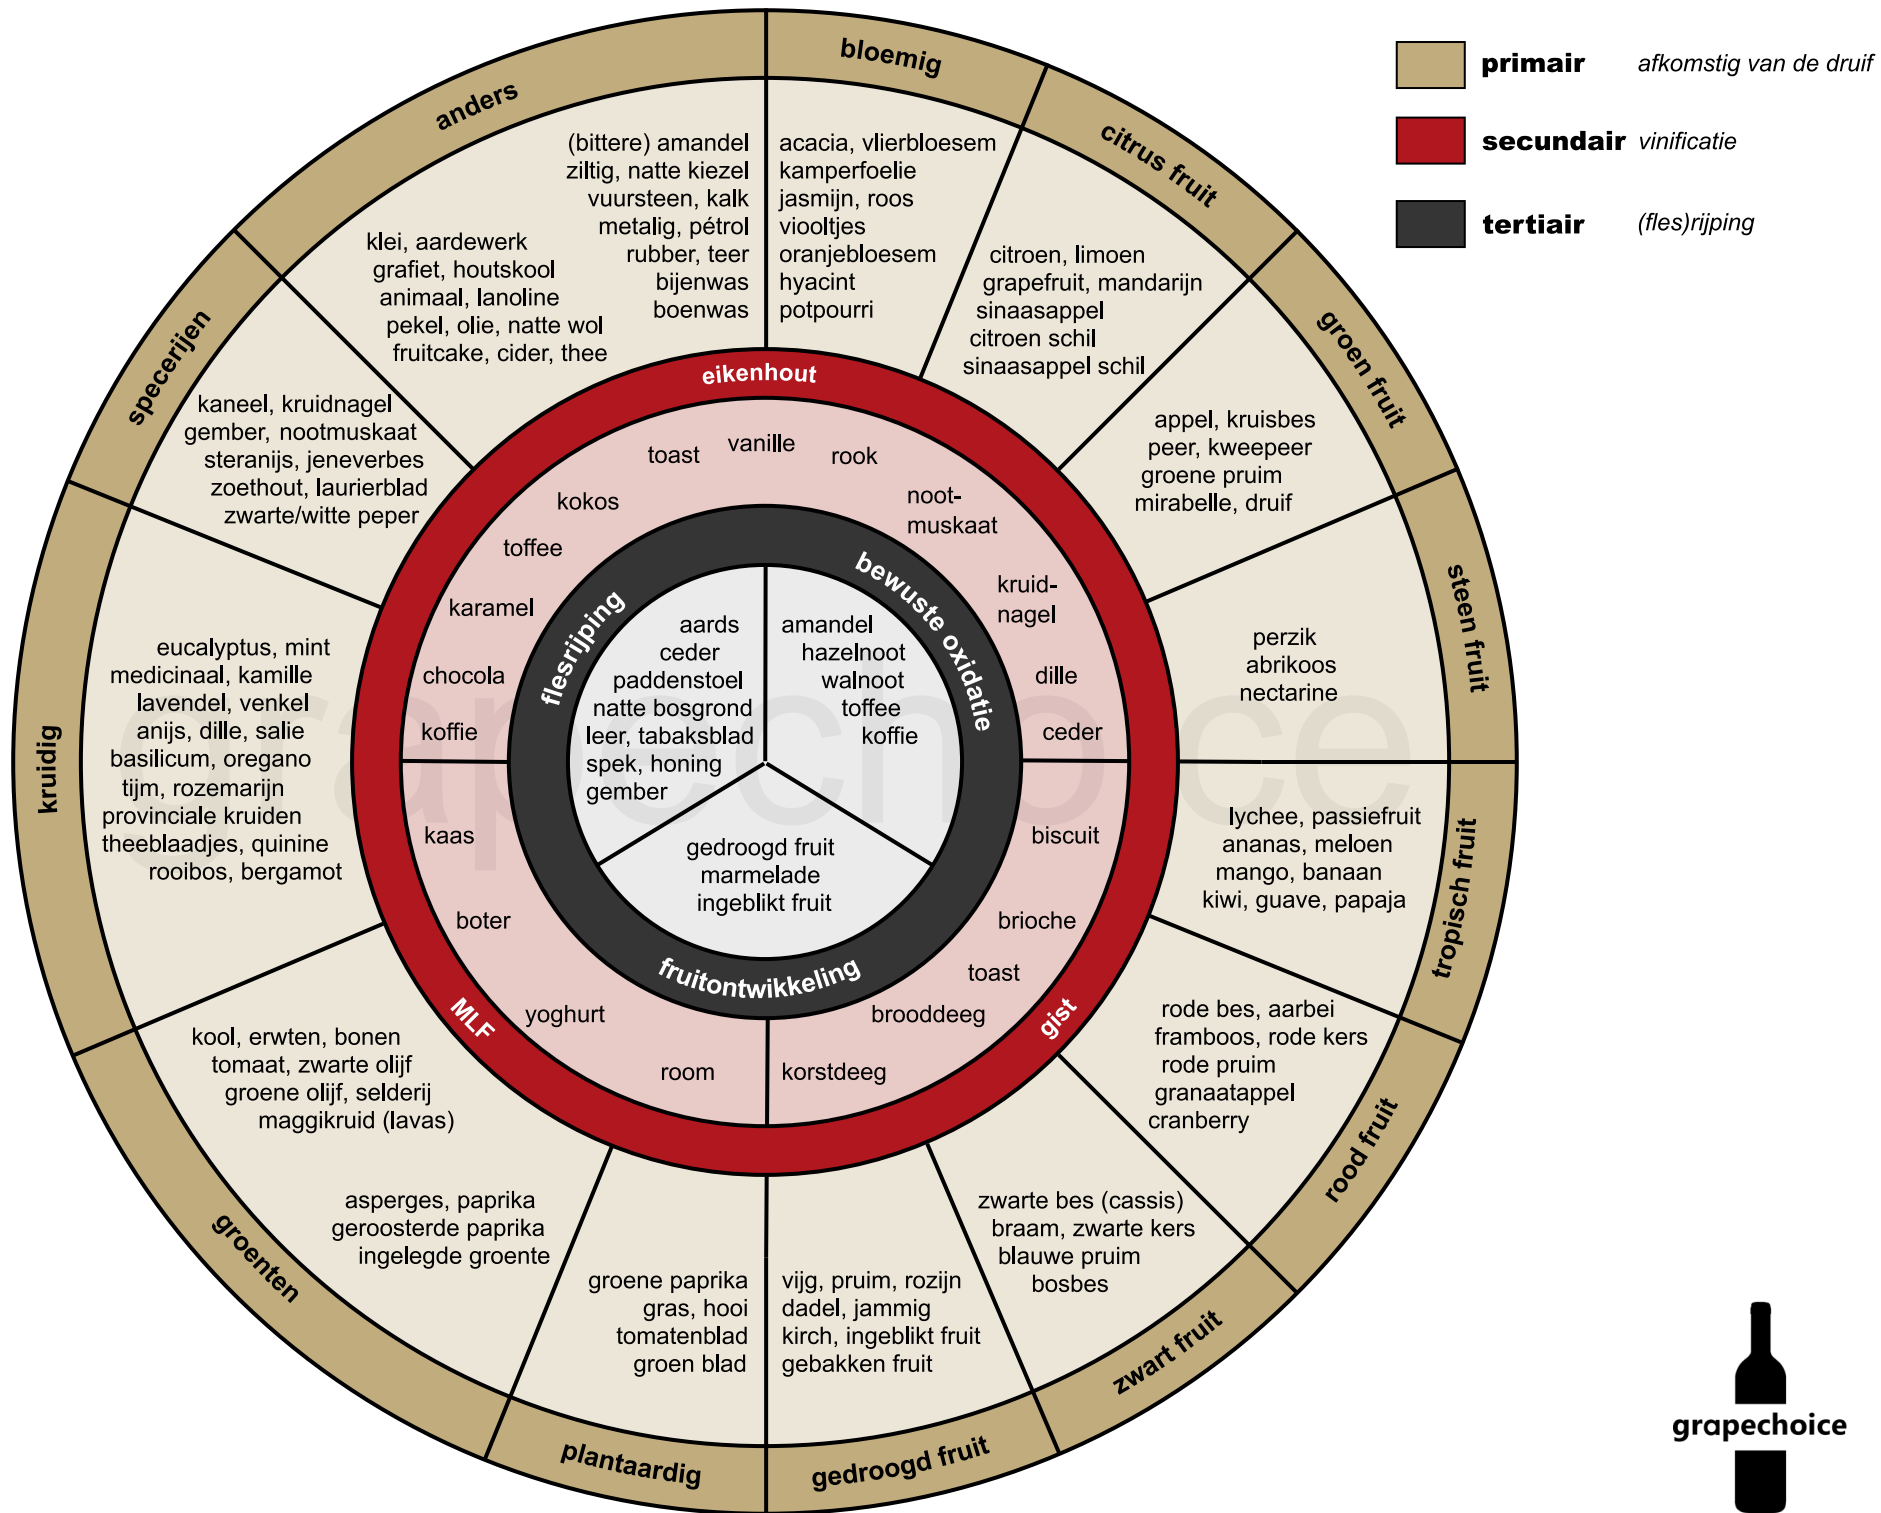 primair afkomstig van de druif
secundair vinificatie
tertiair (fles)rijping
bloemig
acacia, vlierbloesem
kamperfoelie
jasmijn, roos
viooltjes
oranjebloesem
hyacint
potpourri
citrus fruit
citroen, limoen
grapefruit, mandarijn
sinaasappel
citroen schil
sinaasappel schil
groen fruit
appel, kruisbes
peer, kweepeer
groene pruim
mirabelle, druif
steen fruit
perzik
abrikoos
nectarine
tropisch fruit
lychee, passiefruit
ananas, meloen
mango, banaan
kiwi, guave, papaja
rood fruit
rode bes, aarbei
framboos, rode kers
rode pruim
granaatappel
cranberry
zwart fruit
zwarte bes (cassis)
braam, zwarte kers
blauwe pruim
bosbes
gedroogd fruit
vijg, pruim, rozijn
dadel, jammig
kirch, ingeblikt fruit
gebakken fruit
plantaardig
groene paprika
gras, hooi
tomatenblad
groen blad
groenten
kool, erwten, bonen
tomaat, zwarte olijf
groene olijf, selderij
maggikruid (lavas)
asperges, paprika
geroosterde paprika
ingelegde groente
kruidig
eucalyptus, mint
medicinaal, kamille
lavendel, venkel
anijs, dille, salie
basilicum, oregano
tijm, rozemarijn
provinciale kruiden
theeblaadjes, quinine
rooibos, bergamot
specerijen
kaneel, kruidnagel
gember, nootmuskaat
steranijs, jeneverbes
zoethout, laurierblad
zwarte/witte peper
anders
klei, aardewerk
grafiet, houtskool
animaal, lanoline
pekel, olie, natte wol
fruitcake, cider, thee
(bittere) amandel
ziltig, natte kiezel
vuursteen, kalk
metalig, pétrol
rubber, teer
bijenwas
boenwas
eikenhout
koffie
chocola
karamel
toffee
kokos
toast
vanille
rook
noot-
muskaat
kruid-
nagel
dille
ceder
gist
biscuit
brioche
toast
brooddeeg
korstdeeg
MLF
kaas
boter
yoghurt
room
flesrijping
aards
ceder
paddenstoel
natte bosgrond
leer, tabaksblad
spek, honing
gember
bewuste oxidatie
amandel
hazelnoot
walnoot
toffee
koffie
fruitontwikkeling
gedroogd fruit
marmelade
ingeblikt fruit
grapechoice
grapechoice